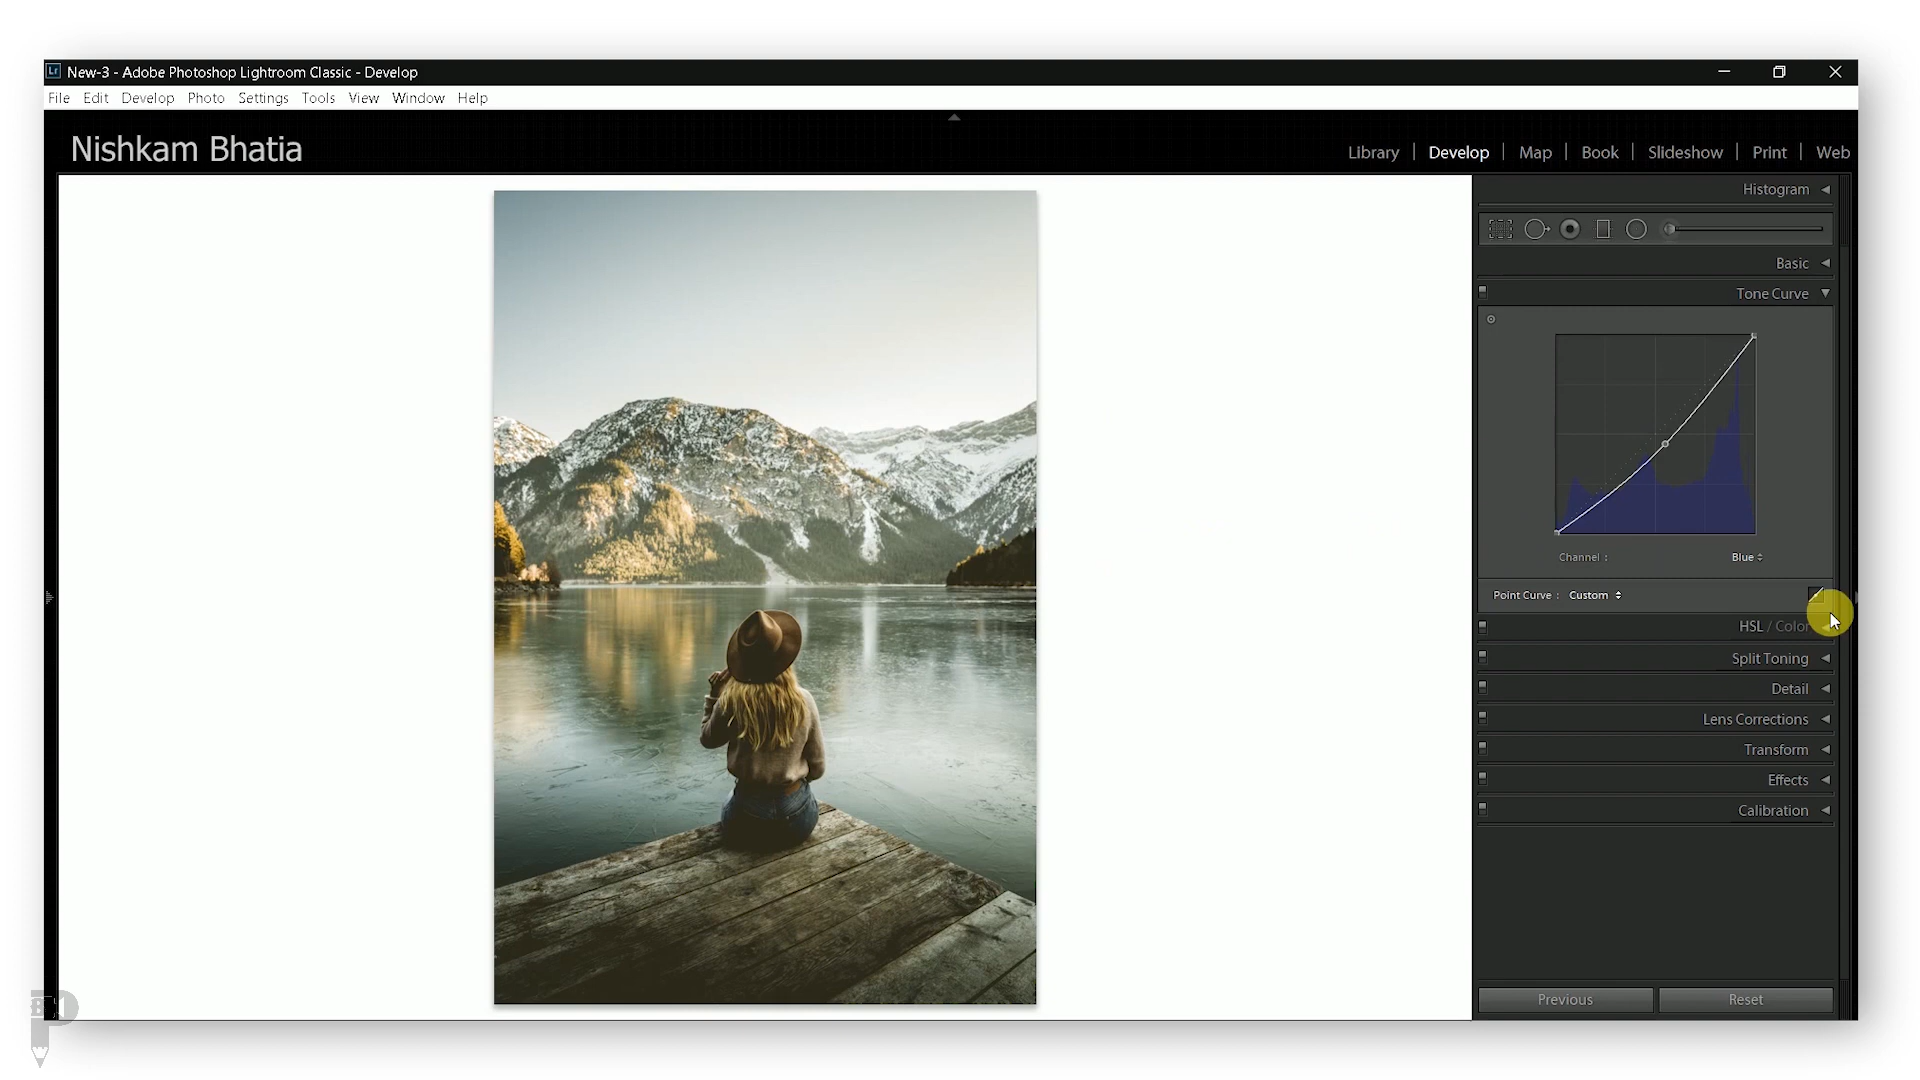 New-3 - Adobe Photoshop Lightroom Classic - Develop
File Edit Develop Photo Settings Tools View Window Help
Nishkam Bhatia
Library | Develop | Map | Book | Slideshow | Print | Web
Histogram
Basic
Tone Curve
Channel : Blue
Point Curve : Custom
HSL / Color
Split Toning
Detail
Lens Corrections
Transform
Effects
Calibration
Previous Reset